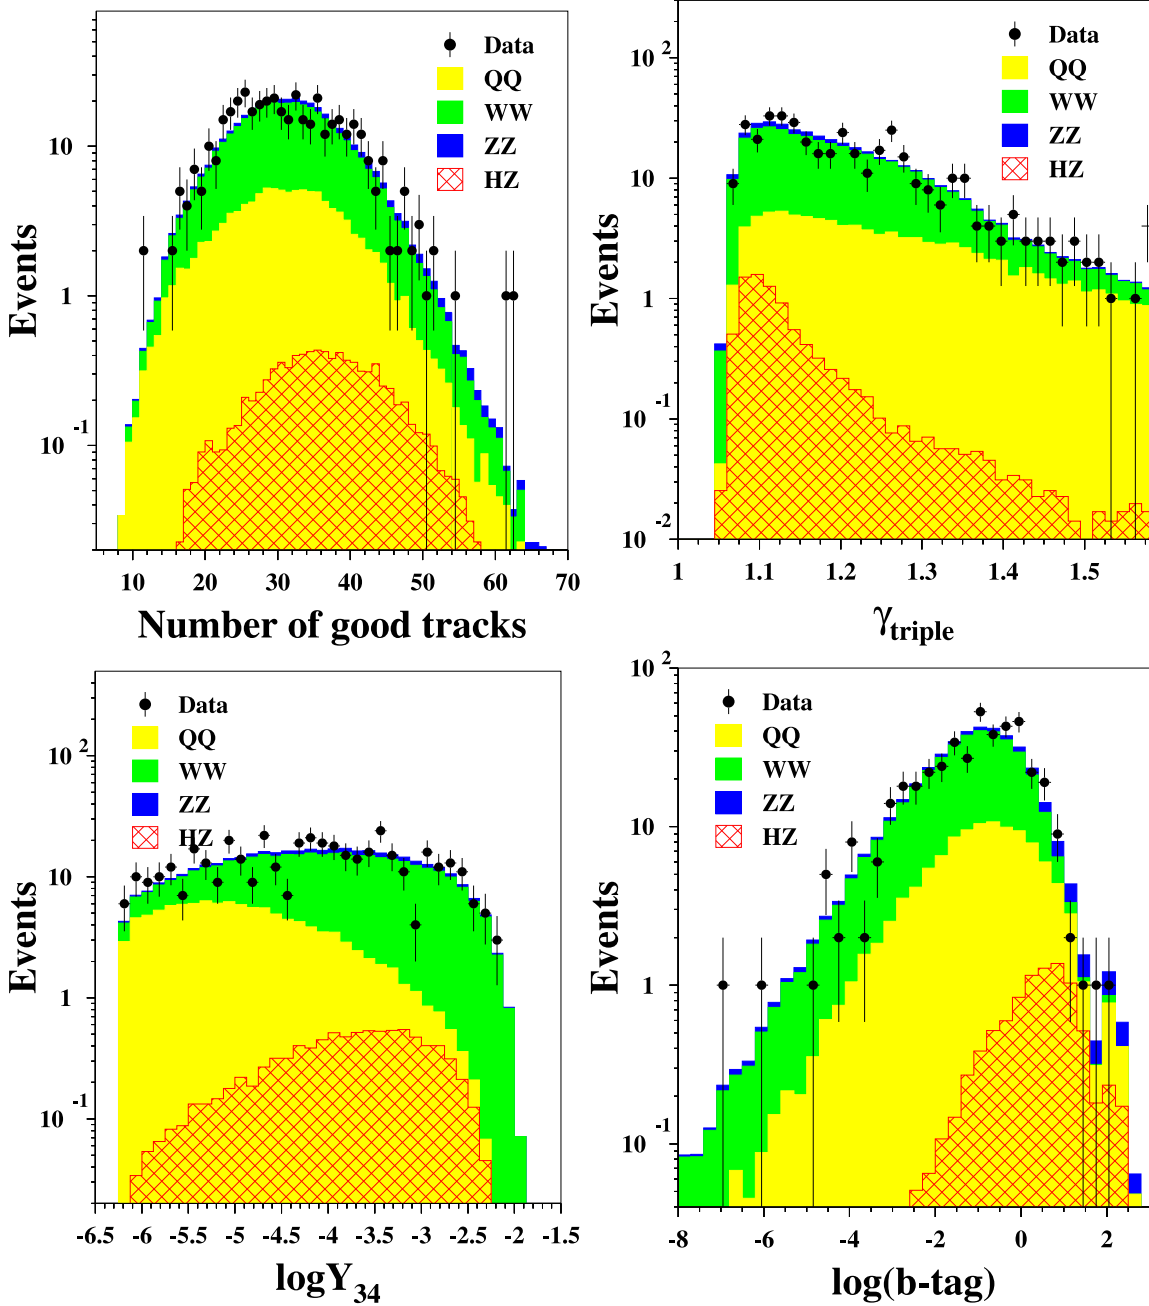 Data
QQ
WW
ZZ
HZ
10
1
10 -1
Events
10 20 30 40 50 60 70
Number of good tracks
Data
QQ
WW
ZZ
HZ
10 2
10
1
10 -1
10 -2
Events
1 1.1 1.2 1.3 1.4 1.5
γtriple
Data
QQ
WW
ZZ
HZ
10 2
10
1
10 -1
Events
-6.5 -6 -5.5 -5 -4.5 -4 -3.5 -3 -2.5 -2 -1.5
logY34
Data
QQ
WW
ZZ
HZ
10 2
10
1
10 -1
Events
-8 -6 -4 -2 0 2
log(b-tag)